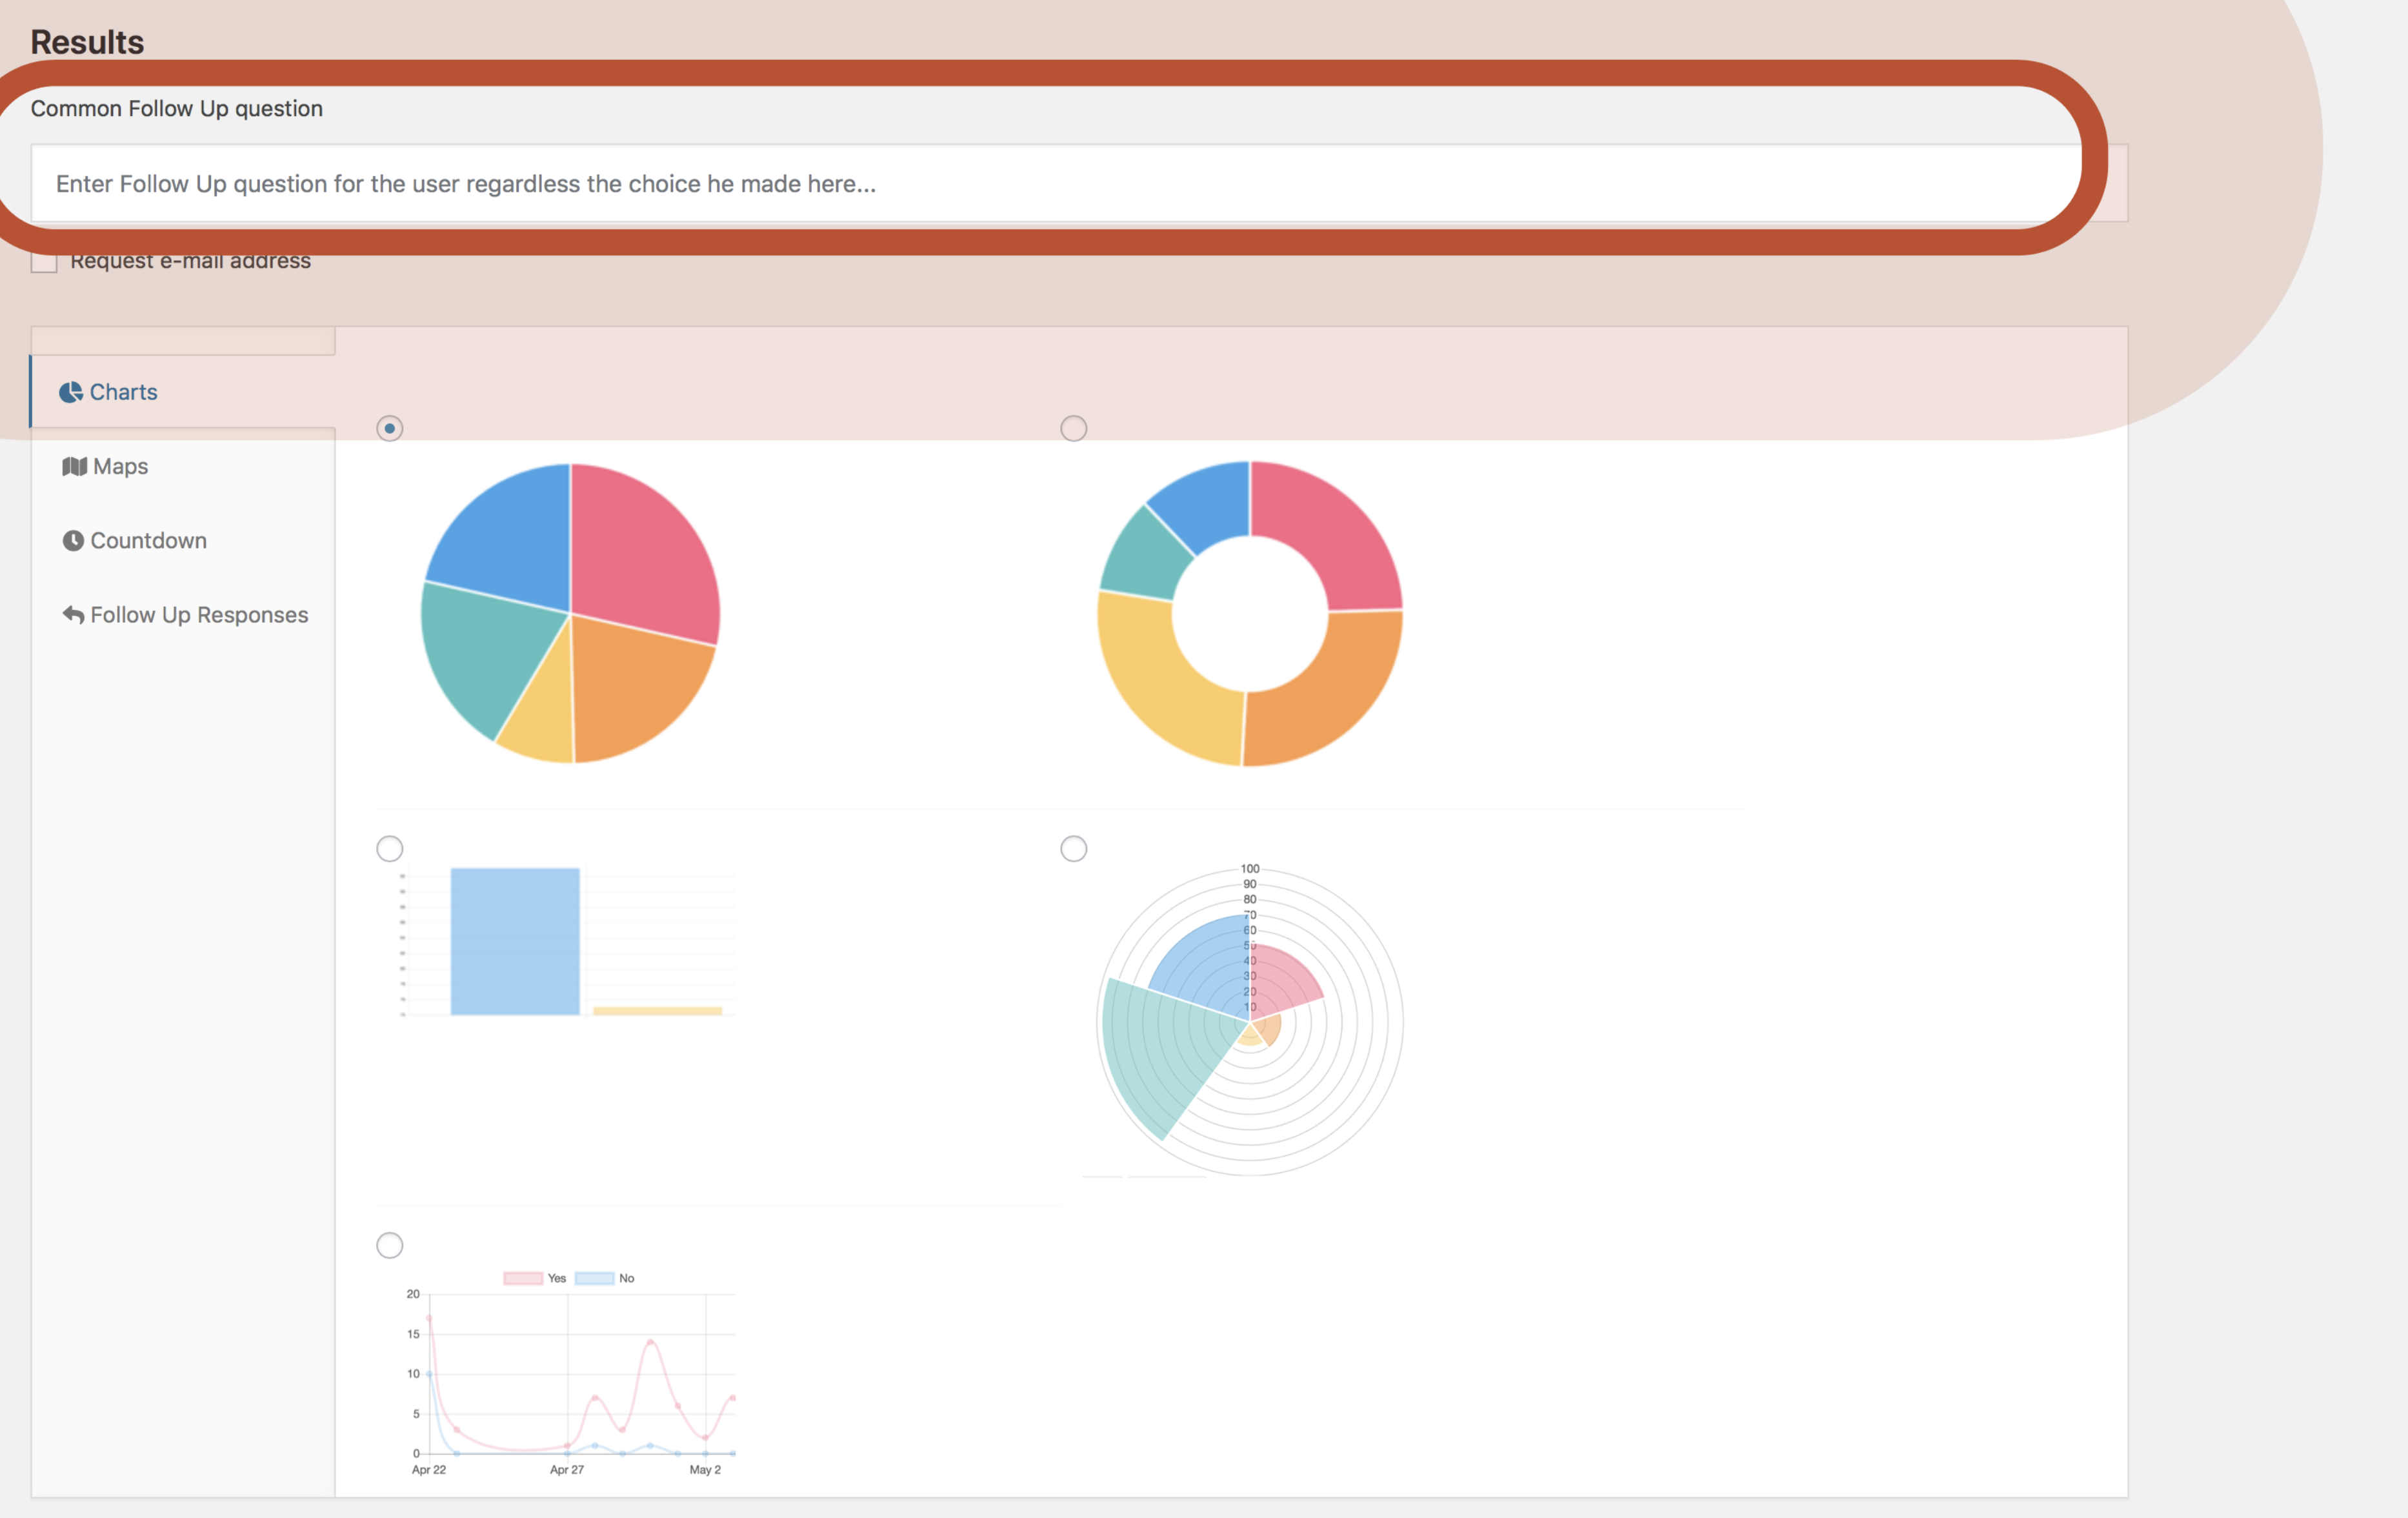 Results
Common Follow Up question
Enter Follow Up question for the user regardless the choice he made here...
Request e-mail address
Charts
Maps
Countdown
Follow Up Responses
100
90
80
70
60
50
40
30
20
10
Yes No
20
15
10
5
0
Apr 22 Apr 27 May 2